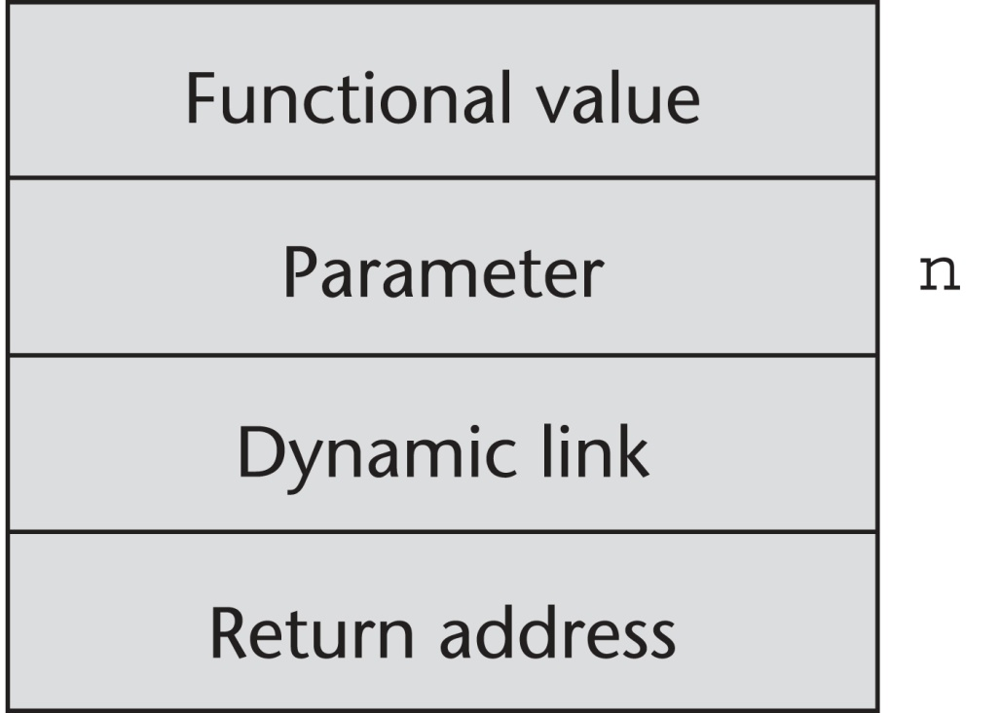 Functional value
Parameter
n
Dynamic link
Return address